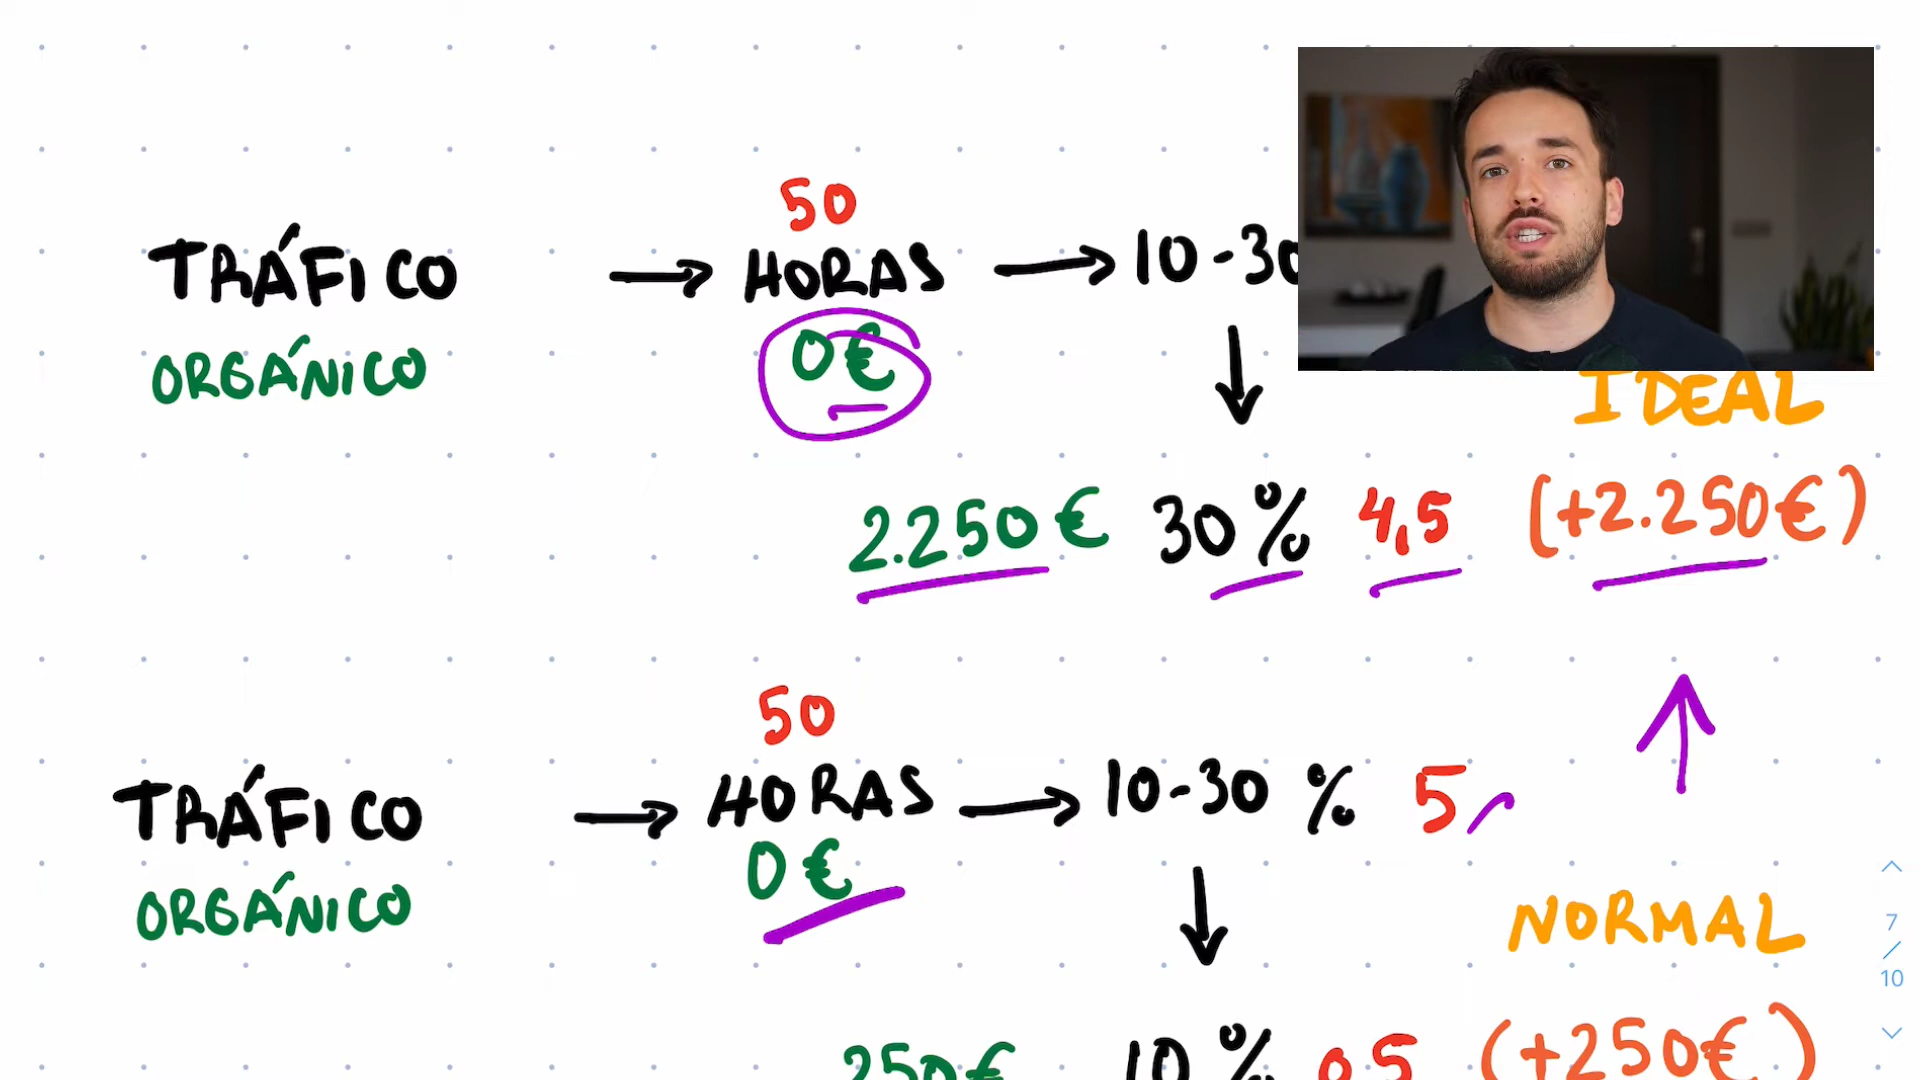 50
TRÁFICO → HORAS → 10-30
ORGÁNICO 0€
IDEAL
2.250€ 30% 4,5 (+2.250€)
50
TRÁFICO → HORAS → 10-30 % 5
ORGÁNICO 0€
NORMAL
7
/
10
250€ 10% 0,5 (+250€)